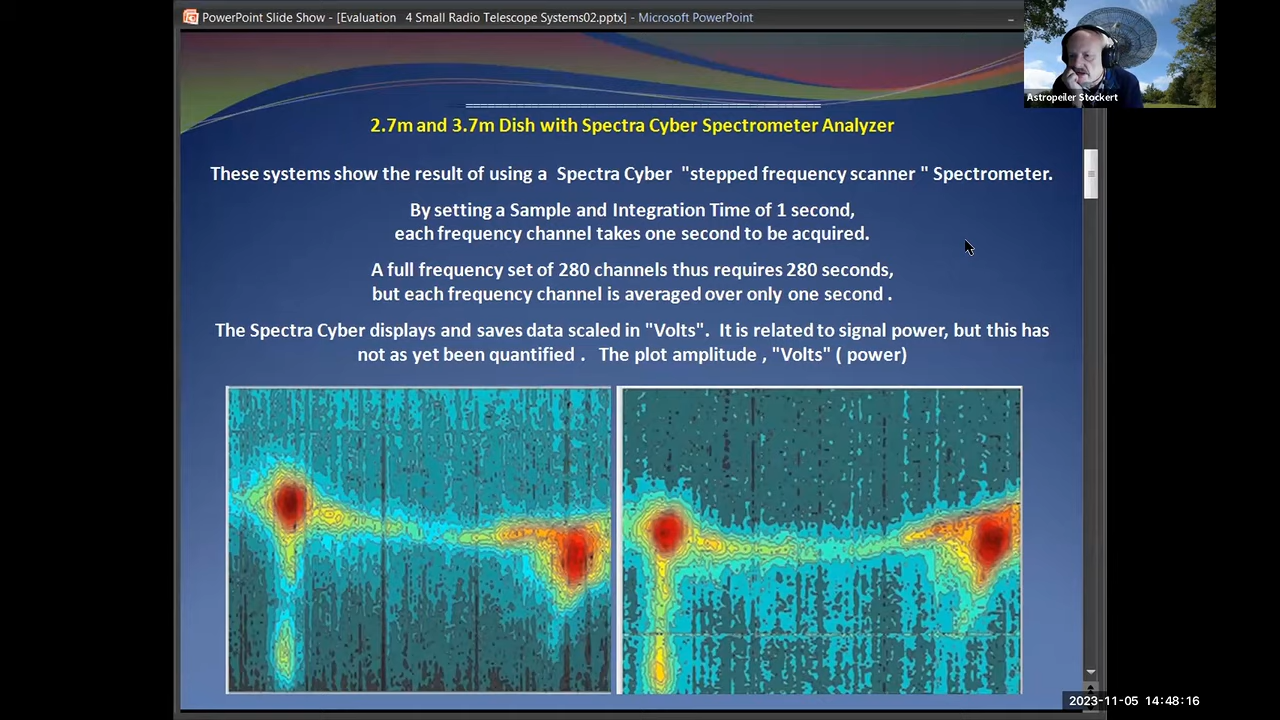 PowerPoint Slide Show - [Evaluation 4 Small Radio Telescope Systems02.pptx] - Microsoft PowerPoint
Astropeiler Stockert
2.7m and 3.7m Dish with Spectra Cyber Spectrometer Analyzer
These systems show the result of using a Spectra Cyber "stepped frequency scanner " Spectrometer.
By setting a Sample and Integration Time of 1 second,
each frequency channel takes one second to be acquired.
A full frequency set of 280 channels thus requires 280 seconds,
but each frequency channel is averaged over only one second .
The Spectra Cyber displays and saves data scaled in "Volts". It is related to signal power, but this has
not as yet been quantified . The plot amplitude , "Volts" ( power)
2023-11-05 14:48:16